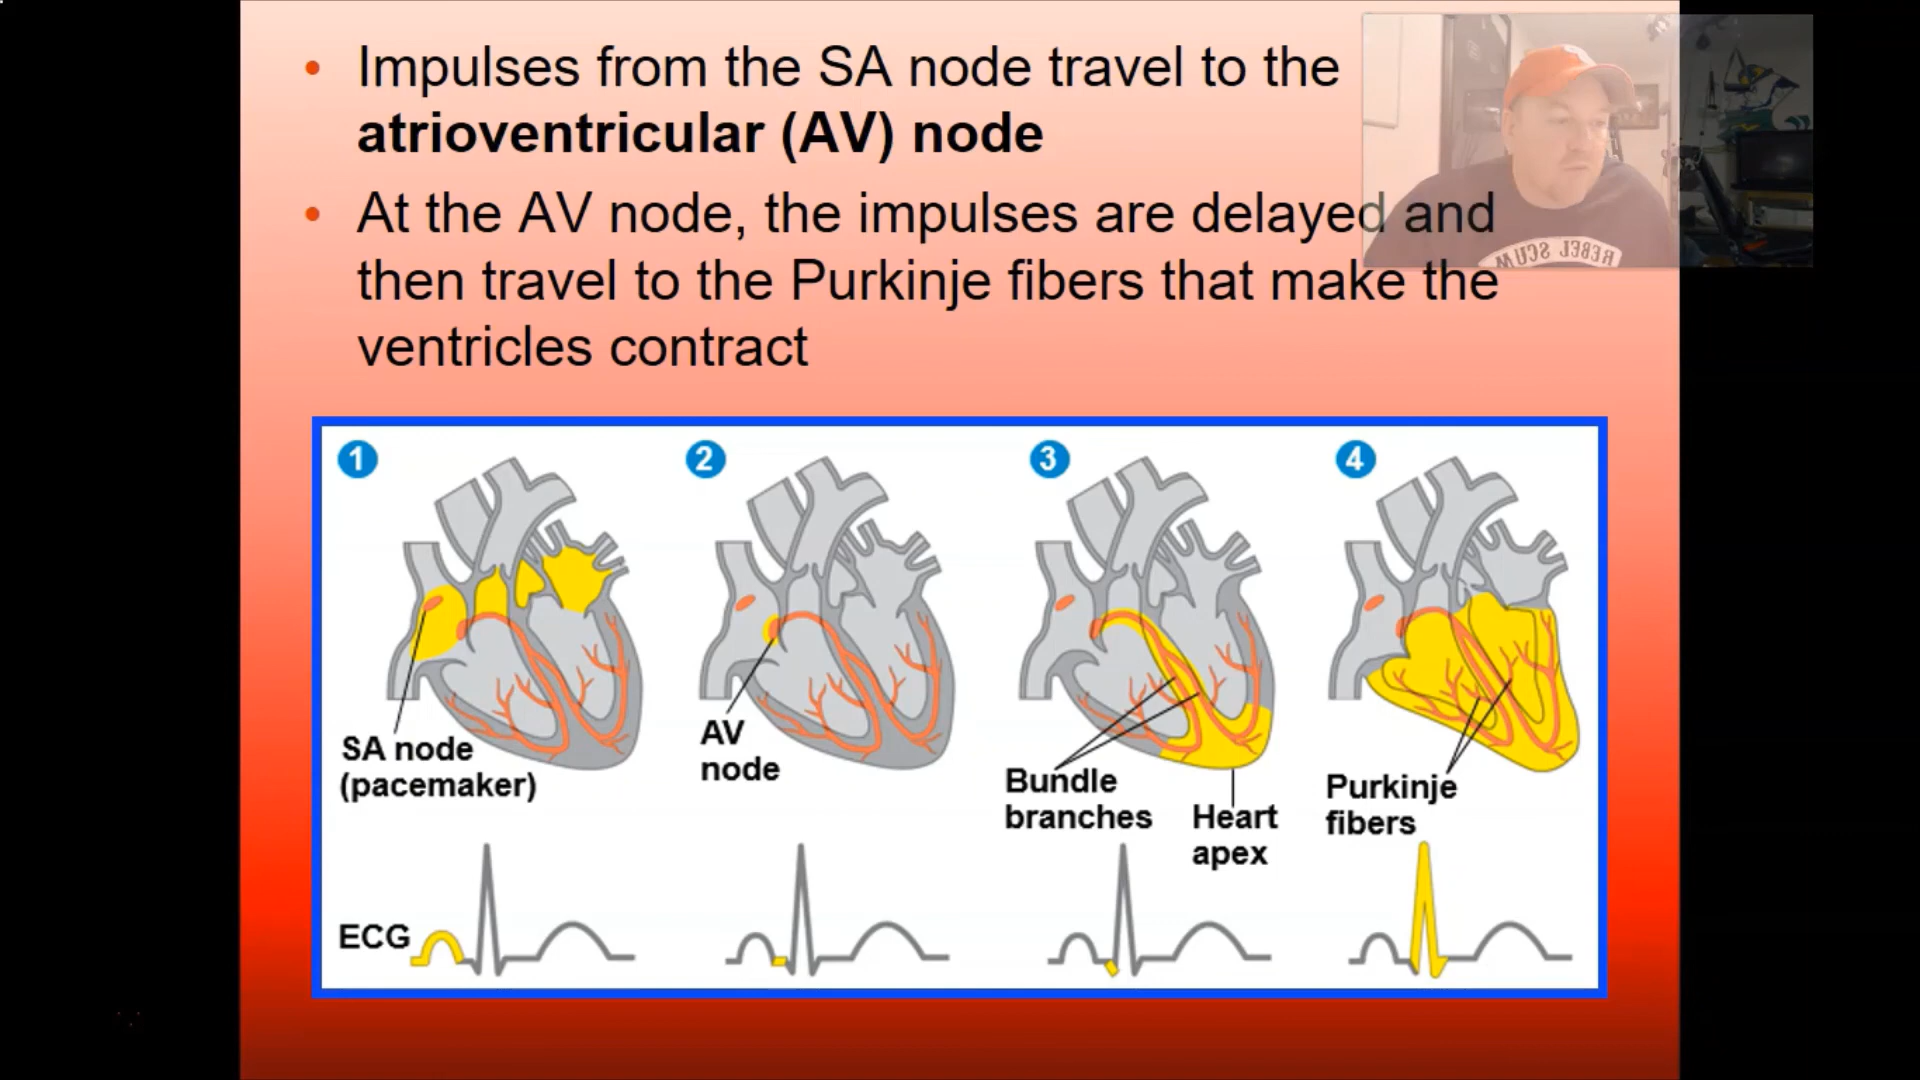 • Impulses from the SA node travel to the
atrioventricular (AV) node
• At the AV node, the impulses are delayed and
then travel to the Purkinje fibers that make the
ventricles contract
REBEL SCUM
1
2
3
4
SA node
(pacemaker)
AV
node
Bundle
branches
Heart
apex
Purkinje
fibers
ECG